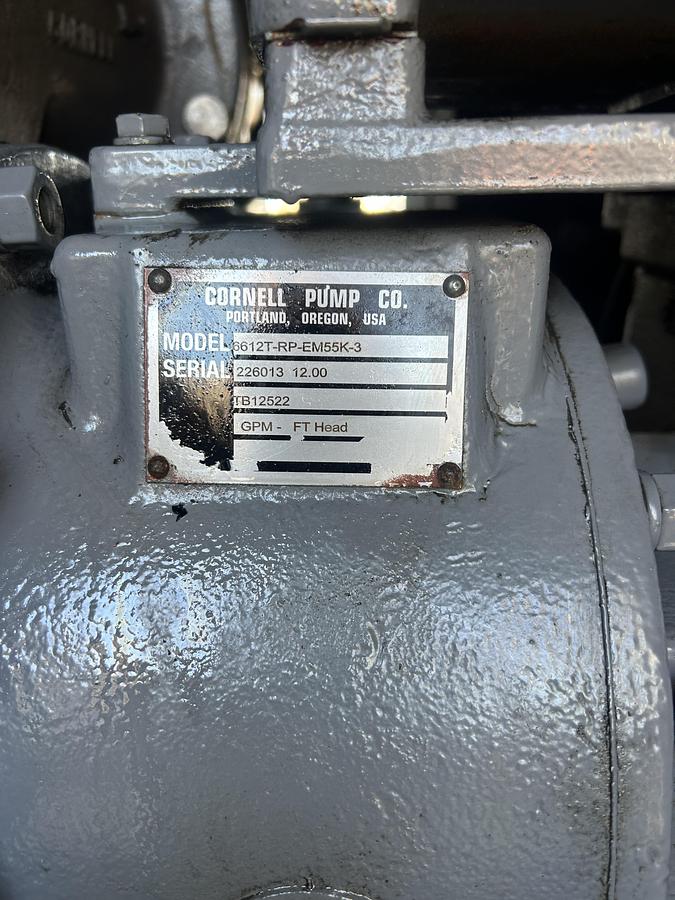 CORNELL PUMP CO.
PORTLAND, OREGON, USA
MODEL 6612T-RP-EM55K-3
SERIAL 226013 12.00
TB12522
GPM - FT Head